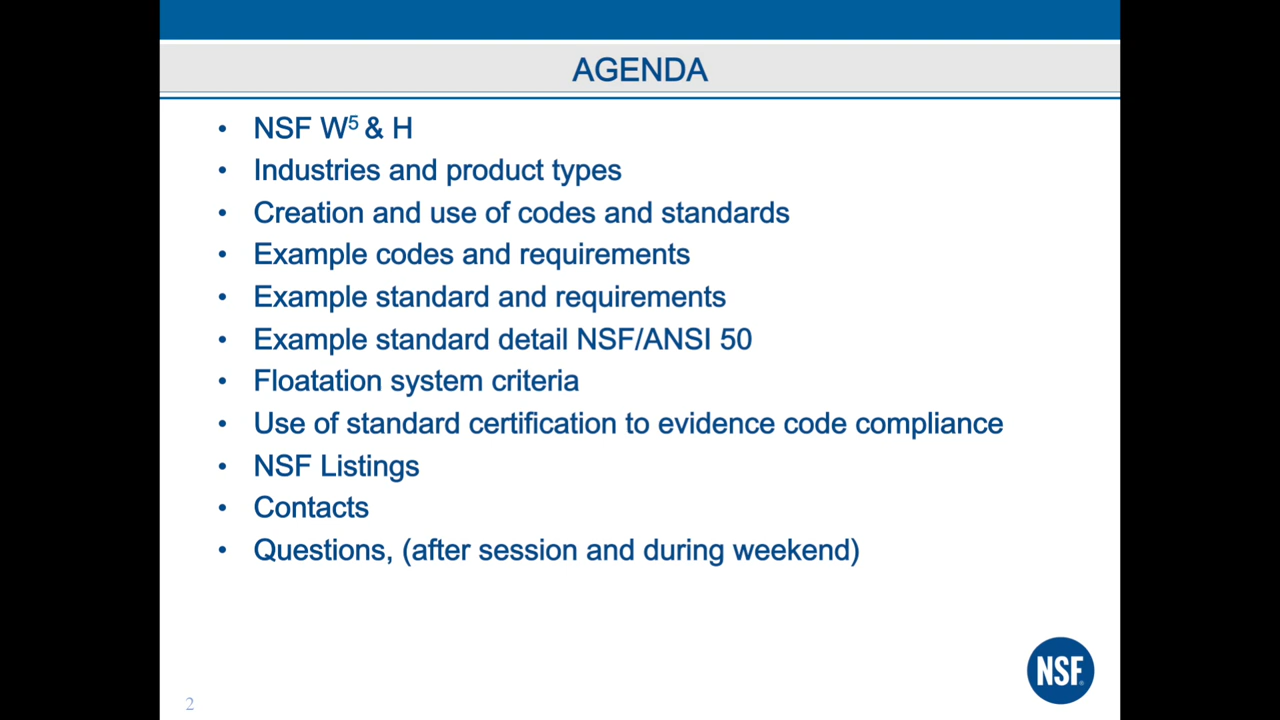 AGENDA
• NSF W⁵ & H
• Industries and product types
• Creation and use of codes and standards
• Example codes and requirements
• Example standard and requirements
• Example standard detail NSF/ANSI 50
• Floatation system criteria
• Use of standard certification to evidence code compliance
• NSF Listings
• Contacts
• Questions, (after session and during weekend)
NSF®
2